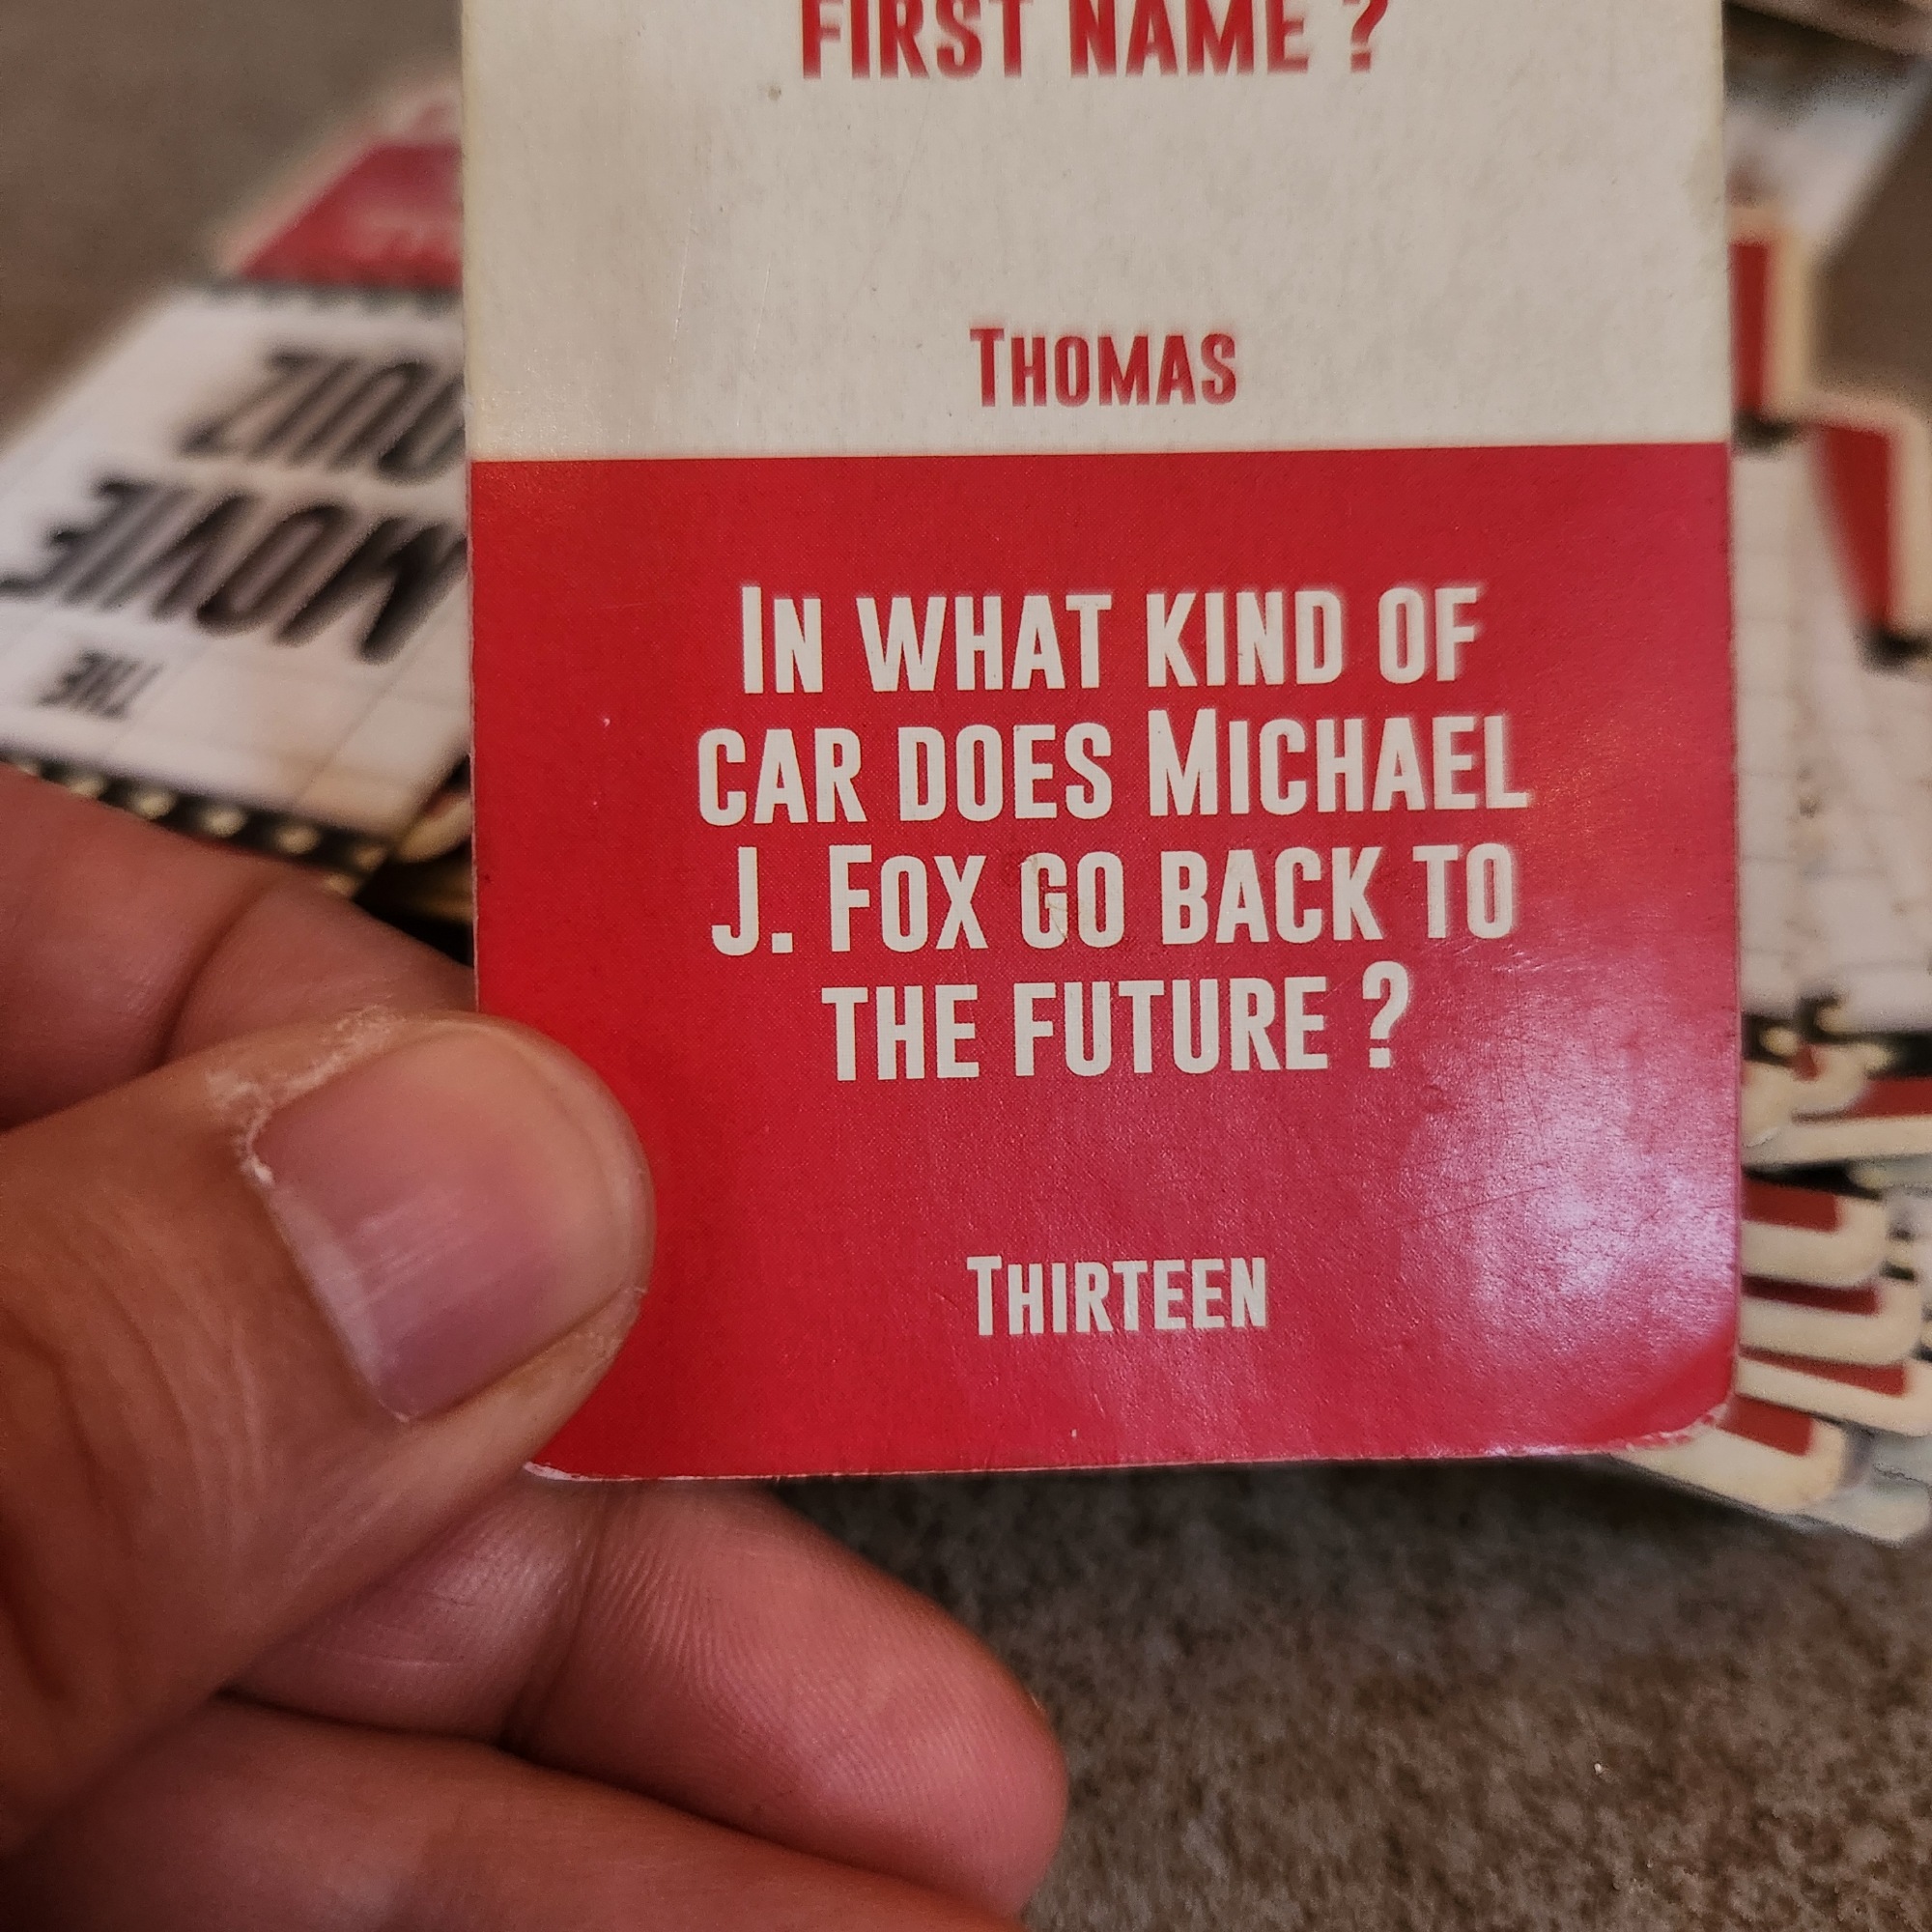 FIRST NAME ?
THOMAS
IN WHAT KIND OF
CAR DOES MICHAEL
J. FOX GO BACK TO
THE FUTURE ?
THIRTEEN
THE
MOVIE
QUIZ